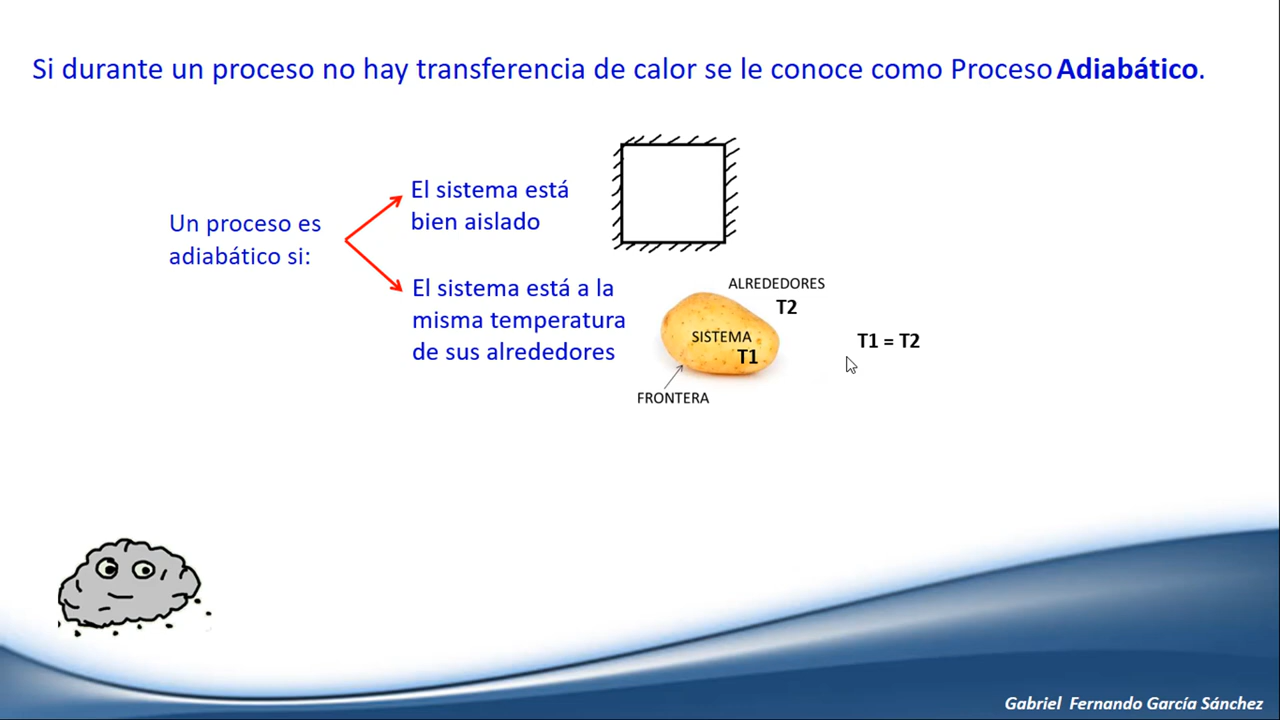 Si durante un proceso no hay transferencia de calor se le conoce como Proceso Adiabático.
Un proceso es
adiabático si:
El sistema está
bien aislado
El sistema está a la
misma temperatura
de sus alrededores
ALREDEDORES
T2
SISTEMA
T1
T1 = T2
FRONTERA
Gabriel Fernando García Sánchez